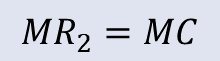 MR₂ = MC